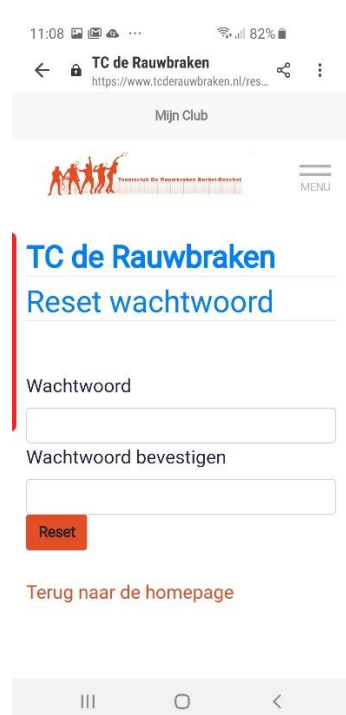 11:08 82%
TC de Rauwbraken
https://www.tcderauwbraken.nl/res...
Mijn Club
Tennisclub De Rauwbraken Berkel-Enschot
MENU
TC de Rauwbraken
Reset wachtwoord
Wachtwoord
Wachtwoord bevestigen
Reset
Terug naar de homepage